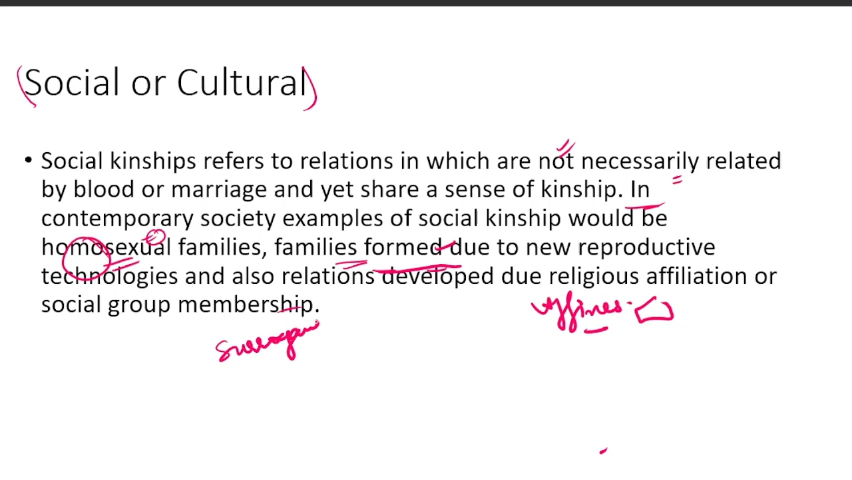 Social or Cultural
• Social kinships refers to relations in which are not necessarily related
by blood or marriage and yet share a sense of kinship. In
contemporary society examples of social kinship would be
homosexual families, families formed due to new reproductive
technologies and also relations developed due religious affiliation or
social group membership.
Affines